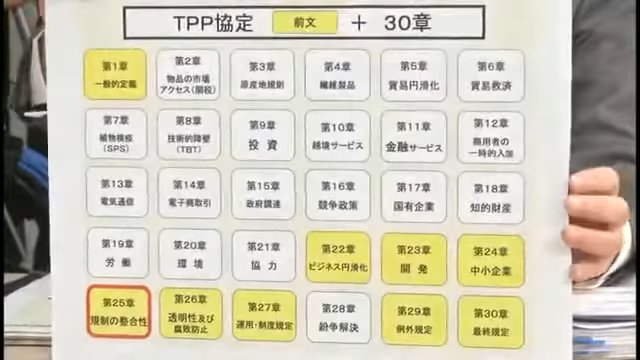 TPP協定 前文 + 30章
第1章
一般的定義
第2章
物品の市場
アクセス(関税)
第3章
原産地規則
第4章
繊維製品
第5章
貿易円滑化
第6章
貿易救済
第7章
植物検疫
(SPS)
第8章
技術的障壁
(TBT)
第9章
投資
第10章
越境サービス
第11章
金融サービス
第12章
商用者の
一時的入国
第13章
電気通信
第14章
電子商取引
第15章
政府調達
第16章
競争政策
第17章
国有企業
第18章
知的財産
第19章
労働
第20章
環境
第21章
協力
第22章
ビジネス円滑化
第23章
開発
第24章
中小企業
第25章
規制の整合性
第26章
透明性及び
腐敗防止
第27章
運用・制度規定
第28章
紛争解決
第29章
例外規定
第30章
最終規定